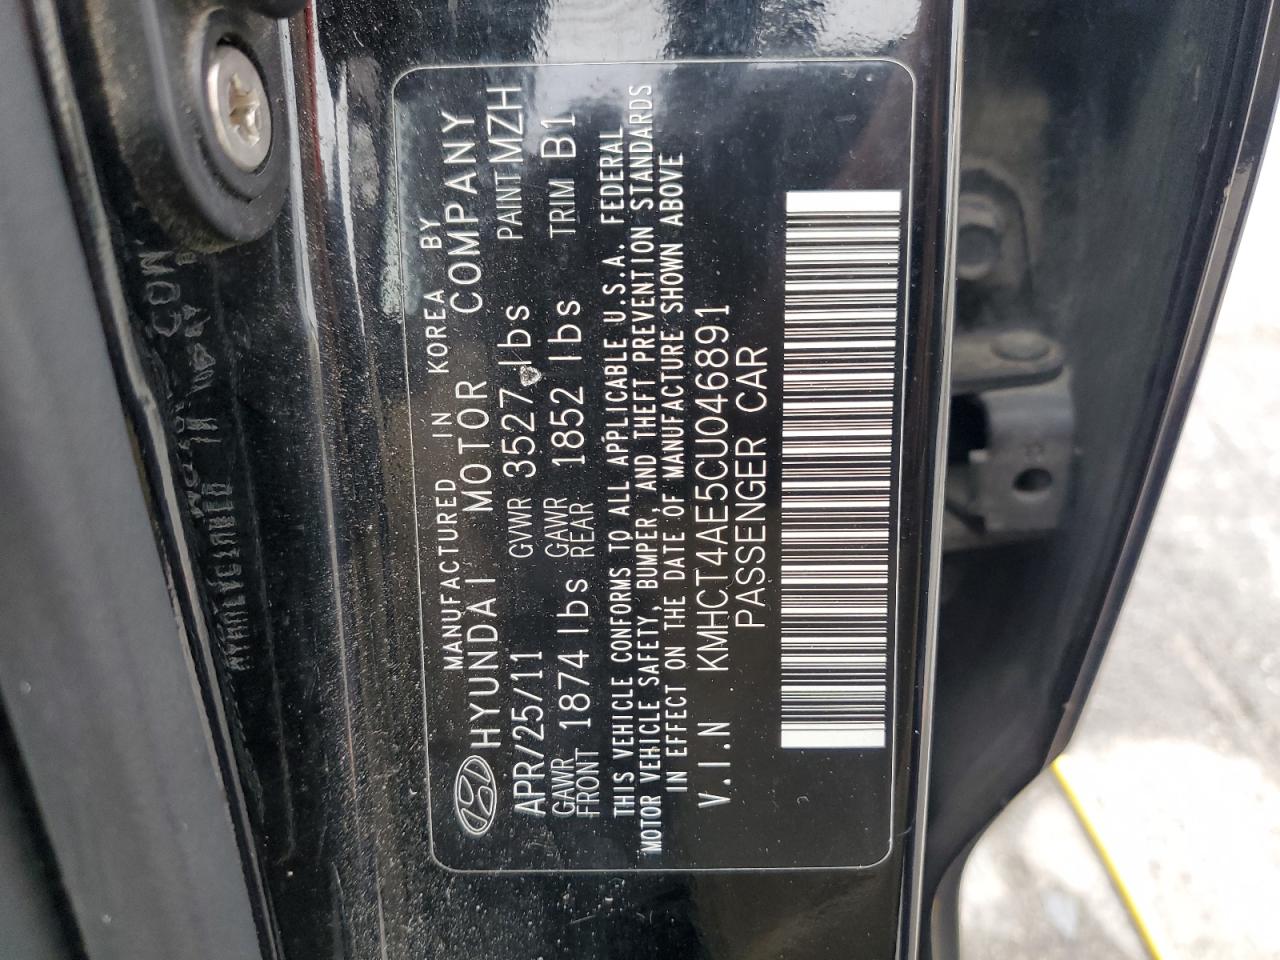 MANUFACTURED IN KOREA BY
HYUNDAI MOTOR COMPANY
APR/25/11 GVWR 3527 lbs PAINT MZH
GAWR FRONT 1874 lbs GAWR REAR 1852 lbs TRIM B1
THIS VEHICLE CONFORMS TO ALL APPLICABLE U.S.A. FEDERAL
MOTOR VEHICLE SAFETY, BUMPER, AND THEFT PREVENTION STANDARDS
IN EFFECT ON THE DATE OF MANUFACTURE SHOWN ABOVE
V.I.N KMHCT4AE5CU046891
PASSENGER CAR